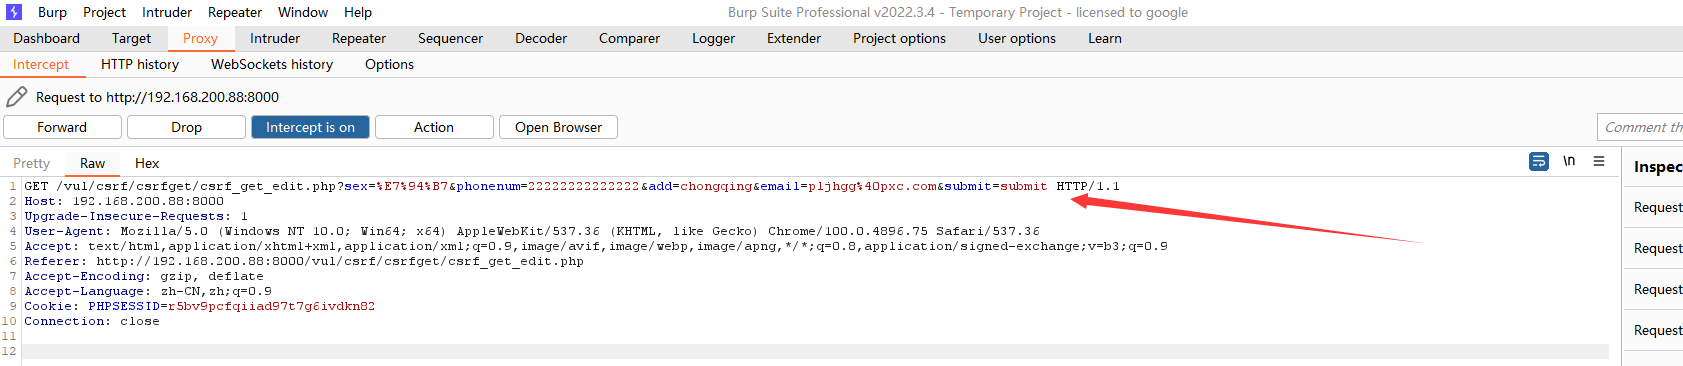 Burp Project Intruder Repeater Window Help Burp Suite Professional v2022.3.4 - Temporary Project - licensed to google
Dashboard Target Proxy Intruder Repeater Sequencer Decoder Comparer Logger Extender Project options User options Learn
Intercept HTTP history WebSockets history Options
Request to http://192.168.200.88:8000
Forward Drop Intercept is on Action Open Browser Comment th
Pretty Raw Hex \n Inspec
1 GET /vul/csrf/csrfget/csrf_get_edit.php?sex=%E7%94%B7&phonenum=22222222222222&add=chongqing&email=pljhgg%40pxc.com&submit=submit HTTP/1.1
2 Host: 192.168.200.88:8000
3 Upgrade-Insecure-Requests: 1
4 User-Agent: Mozilla/5.0 (Windows NT 10.0; Win64; x64) AppleWebKit/537.36 (KHTML, like Gecko) Chrome/100.0.4896.75 Safari/537.36
5 Accept: text/html,application/xhtml+xml,application/xml;q=0.9,image/avif,image/webp,image/apng,*/*;q=0.8,application/signed-exchange;v=b3;q=0.9
6 Referer: http://192.168.200.88:8000/vul/csrf/csrfget/csrf_get_edit.php
7 Accept-Encoding: gzip, deflate
8 Accept-Language: zh-CN,zh;q=0.9
9 Cookie: PHPSESSID=r5bv9pcfqiiad97t7g6ivdkn82
10 Connection: close
11
12
Request
Request
Request
Request